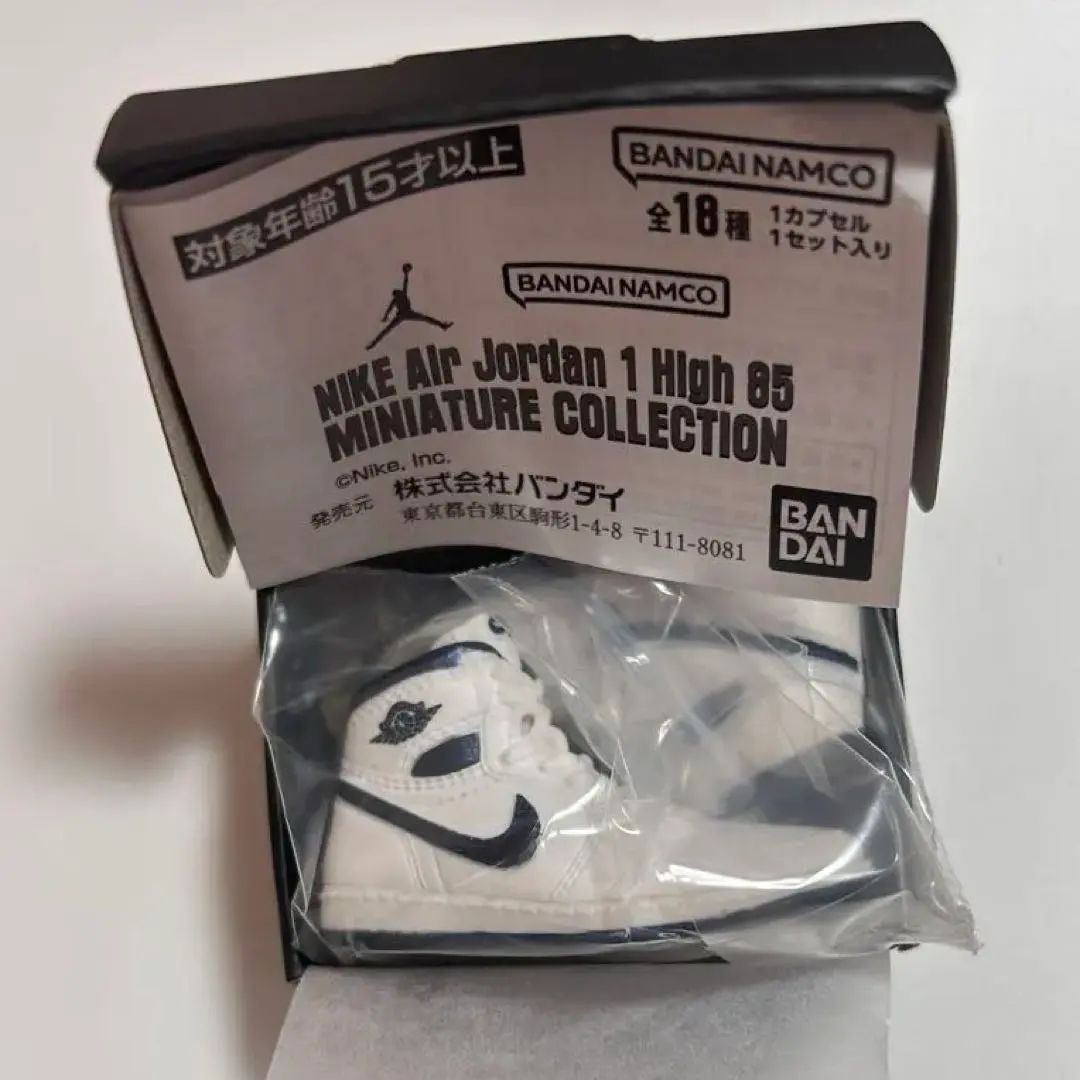 対象年齢15才以上
BANDAI NAMCO
全18種 1カプセル
1セット入り
BANDAI NAMCO
NIKE Air Jordan 1 High 85
MINIATURE COLLECTION
©Nike, Inc.
発売元 株式会社バンダイ
東京都台東区駒形1-4-8 〒111-8081
BAN
DAI